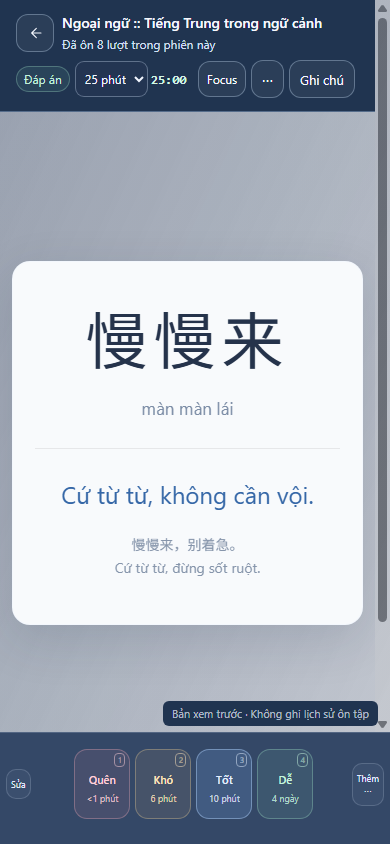 Ngoại ngữ :: Tiếng Trung trong ngữ cảnh
Đã ôn 8 lượt trong phiên này
Đáp án
25 phút
25:00
Focus
...
Ghi chú
慢慢来
màn màn lái
Cứ từ từ, không cần vội.
慢慢来，别着急。
Cứ từ từ, đừng sốt ruột.
Bản xem trước · Không ghi lịch sử ôn tập
Sửa
1
Quên
<1 phút
2
Khó
6 phút
3
Tốt
10 phút
4
Dễ
4 ngày
Thêm
...